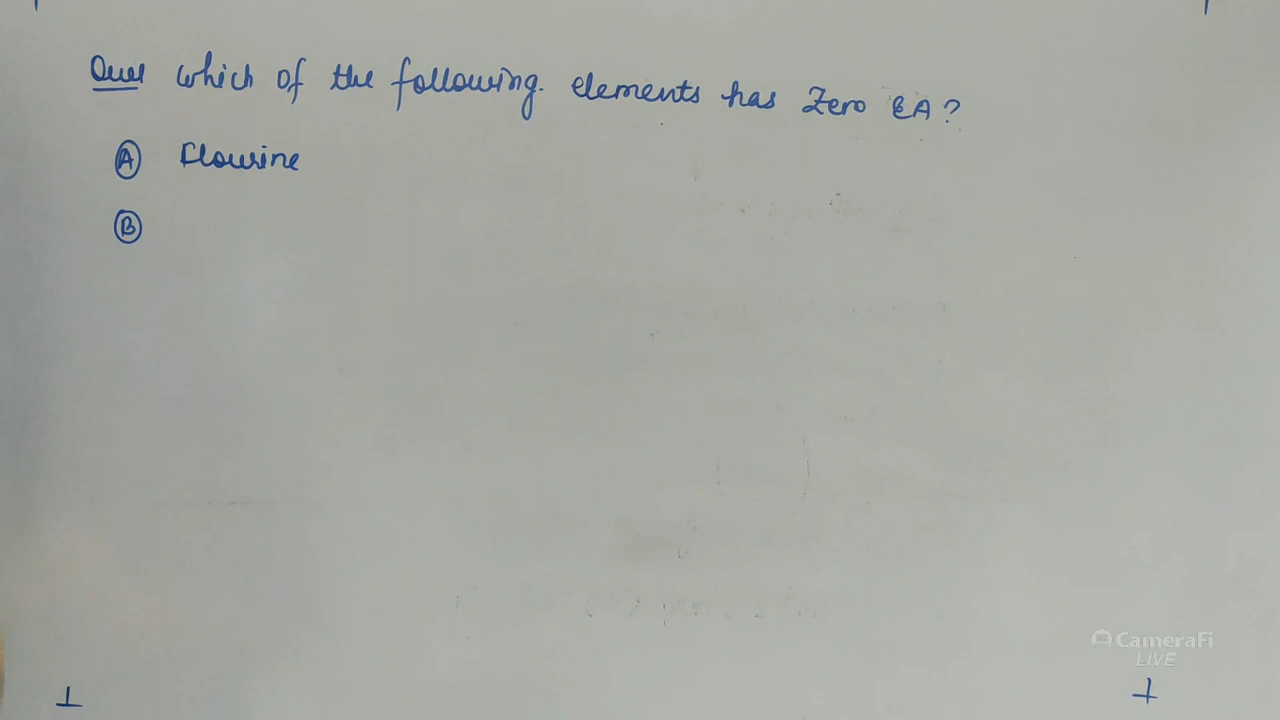 Ques which of the following. elements has Zero EA?
A Flourine
B
CameraFi
LIVE